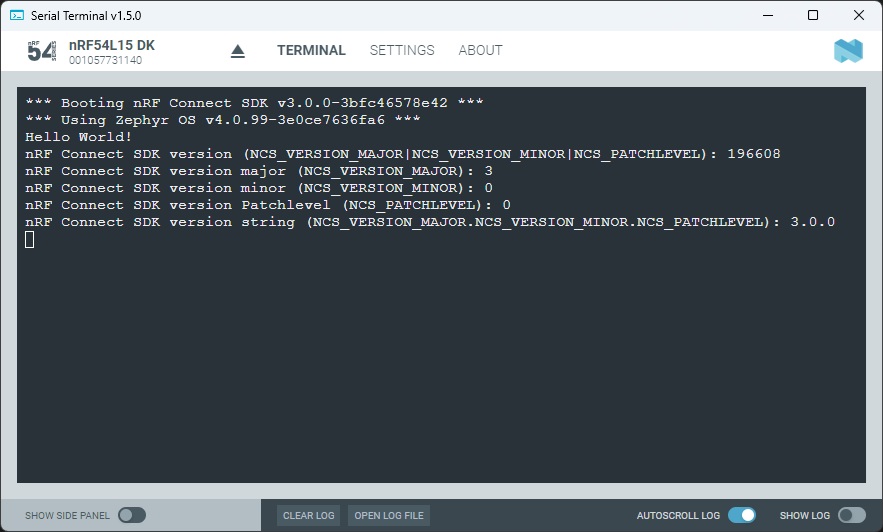 Serial Terminal v1.5.0
nRF
54
SERIES
nRF54L15 DK
001057731140
TERMINAL
SETTINGS
ABOUT
*** Booting nRF Connect SDK v3.0.0-3bfc46578e42 ***
*** Using Zephyr OS v4.0.99-3e0ce7636fa6 ***
Hello World!
nRF Connect SDK version (NCS_VERSION_MAJOR|NCS_VERSION_MINOR|NCS_PATCHLEVEL): 196608
nRF Connect SDK version major (NCS_VERSION_MAJOR): 3
nRF Connect SDK version minor (NCS_VERSION_MINOR): 0
nRF Connect SDK version Patchlevel (NCS_PATCHLEVEL): 0
nRF Connect SDK version string (NCS_VERSION_MAJOR.NCS_VERSION_MINOR.NCS_PATCHLEVEL): 3.0.0
SHOW SIDE PANEL
CLEAR LOG
OPEN LOG FILE
AUTOSCROLL LOG
SHOW LOG